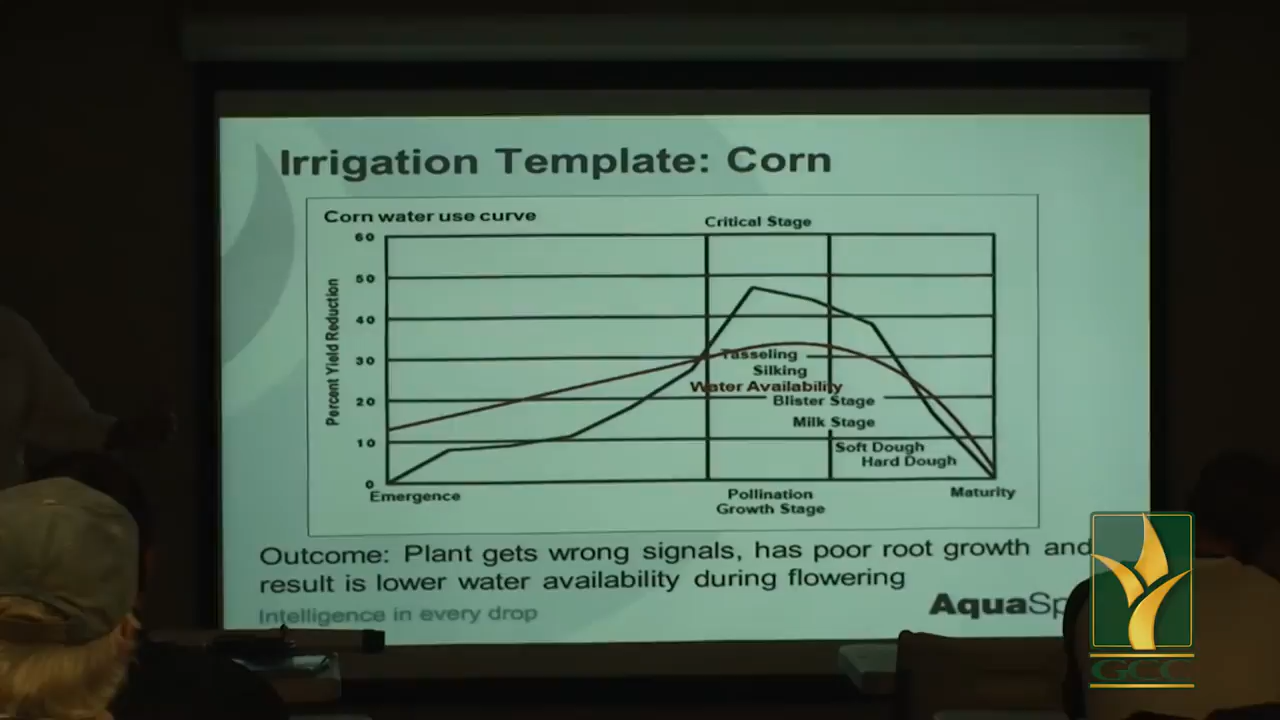 Irrigation Template: Corn
Corn water use curve
Critical Stage
60
50
40
30
20
10
0
Percent Yield Reduction
Tasseling
Silking
Water Availability
Blister Stage
Milk Stage
Soft Dough
Hard Dough
Emergence
Pollination
Maturity
Growth Stage
Outcome: Plant gets wrong signals, has poor root growth and
result is lower water availability during flowering
Intelligence in every drop
AquaSp
GCC